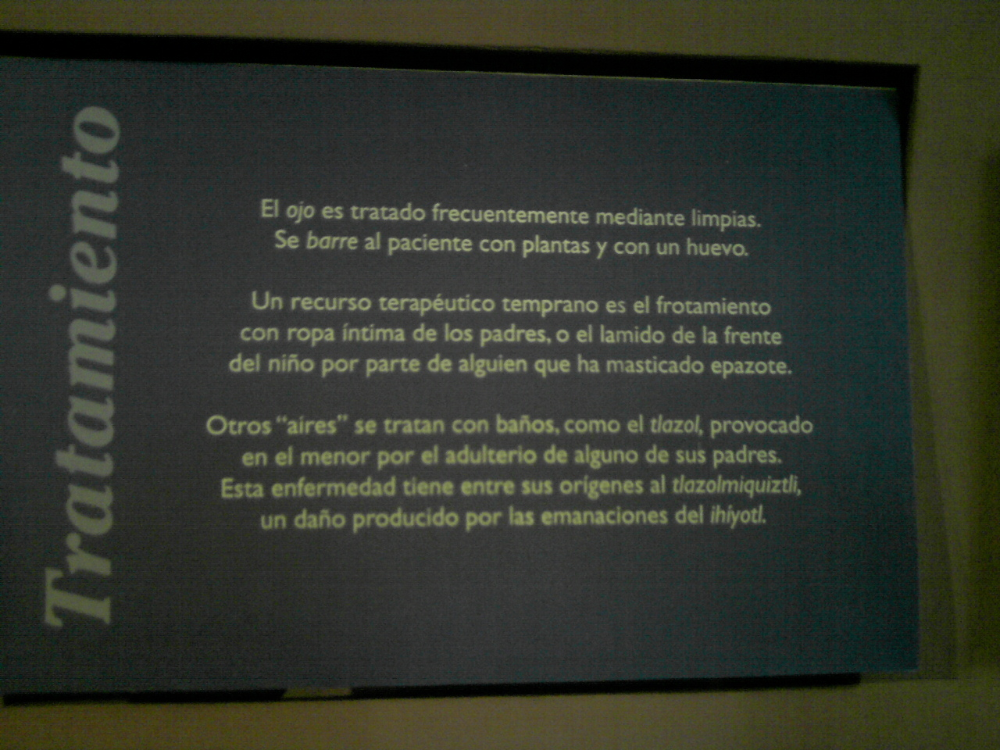 Tratamiento
El ojo es tratado frecuentemente mediante limpias.
Se barre al paciente con plantas y con un huevo.
Un recurso terapéutico temprano es el frotamiento
con ropa íntíma de los padres, o el lamido de la frente
del niño por parte de alguien que ha masticado epazote.
Otros “aires” se tratan con baños, como el tlazol, provocado
en el menor por el adulterio de alguno de sus padres.
Esta enfermedad tiene entre sus orígenes al tlazolmiquiztli,
un daño producido por las emanaciones del ihíyotl.